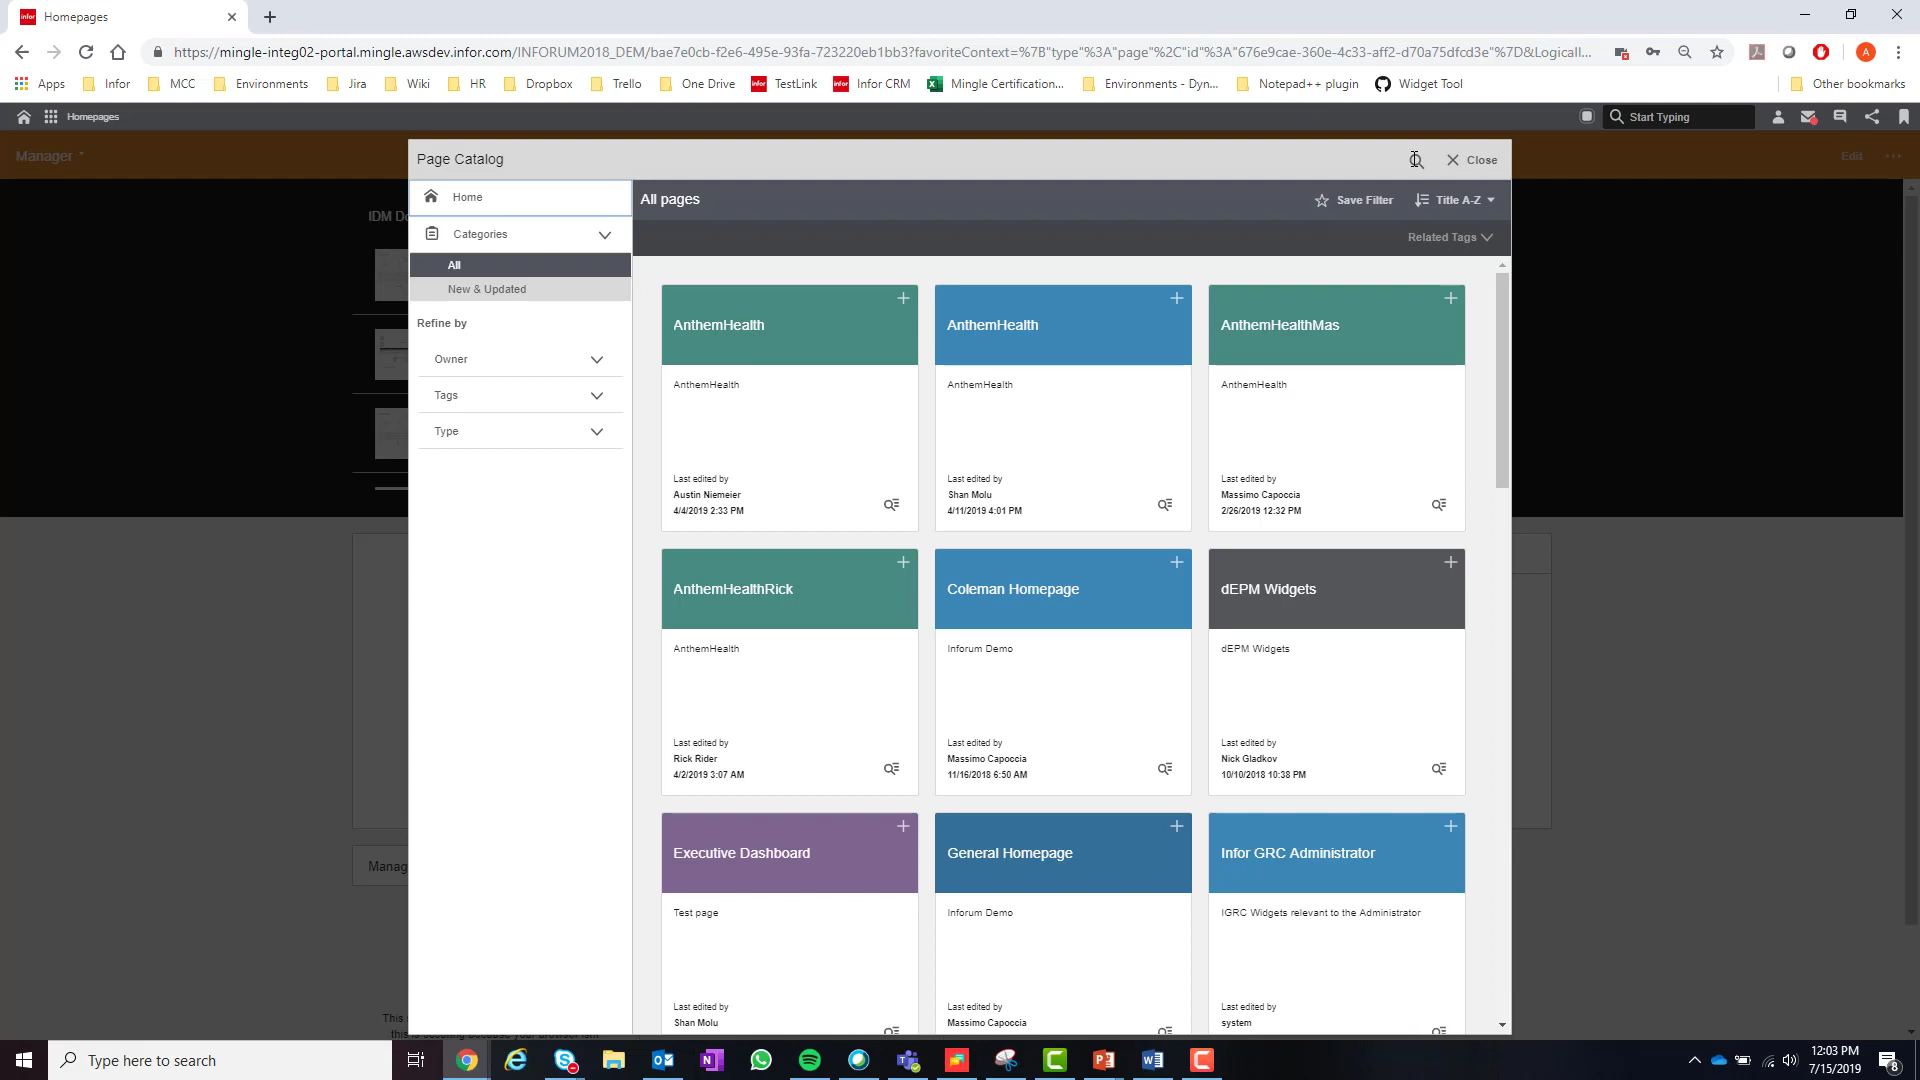 infor Homepages
https://mingle-integ02-portal.mingle.awsdev.infor.com/INFORUM2018_DEM/bae7e0cb-f2e6-495e-93fa-723220eb1bb3?favoriteContext=%7B"type"%3A"page"%2C"id"%3A"676e9cae-360e-4c33-aff2-d70a75dfcd3e"%7D&LogicalI...
A
Apps Infor MCC Environments Jira Wiki HR Dropbox Trello One Drive infor TestLink infor Infor CRM Mingle Certification... Environments - Dyn... Notepad++ plugin Widget Tool Other bookmarks
Homepages Start Typing
Manager Edit
IDM Do
Manag
This
Page Catalog Close
Home
Categories
All
New & Updated
Refine by
Owner
Tags
Type
All pages Save Filter Title A-Z
Related Tags
AnthemHealth
AnthemHealth
Last edited by
Austin Niemeier
4/4/2019 2:33 PM
AnthemHealth
AnthemHealth
Last edited by
Shan Molu
4/11/2019 4:01 PM
AnthemHealthMas
AnthemHealth
Last edited by
Massimo Capoccia
2/26/2019 12:32 PM
AnthemHealthRick
AnthemHealth
Last edited by
Rick Rider
4/2/2019 3:07 AM
Coleman Homepage
Inforum Demo
Last edited by
Massimo Capoccia
11/16/2018 6:50 AM
dEPM Widgets
dEPM Widgets
Last edited by
Nick Gladkov
10/10/2018 10:38 PM
Executive Dashboard
Test page
Last edited by
Shan Molu
General Homepage
Inforum Demo
Last edited by
Massimo Capoccia
Infor GRC Administrator
IGRC Widgets relevant to the Administrator
Last edited by
system
Type here to search
12:03 PM
7/15/2019
8